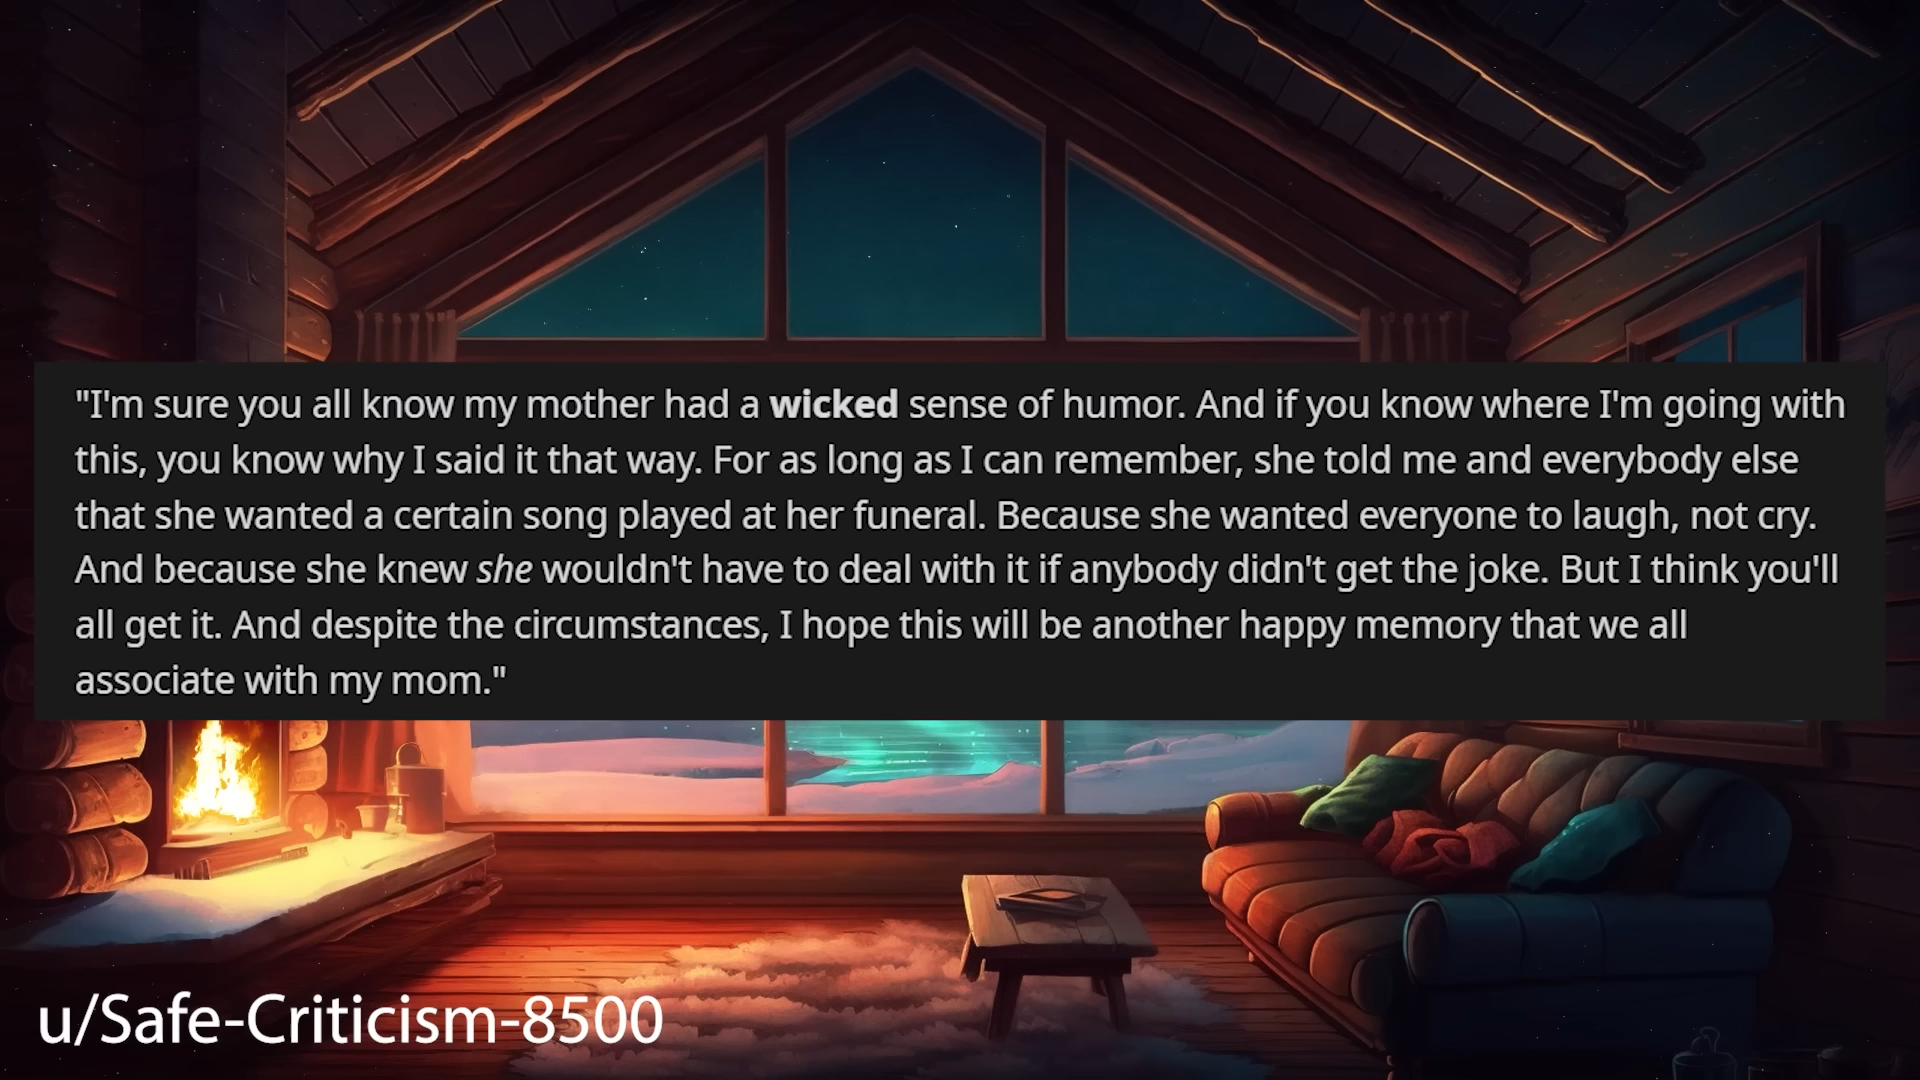 "I'm sure you all know my mother had a wicked sense of humor. And if you know where I'm going with
this, you know why I said it that way. For as long as I can remember, she told me and everybody else
that she wanted a certain song played at her funeral. Because she wanted everyone to laugh, not cry.
And because she knew she wouldn't have to deal with it if anybody didn't get the joke. But I think you'll
all get it. And despite the circumstances, I hope this will be another happy memory that we all
associate with my mom."
u/Safe-Criticism-8500